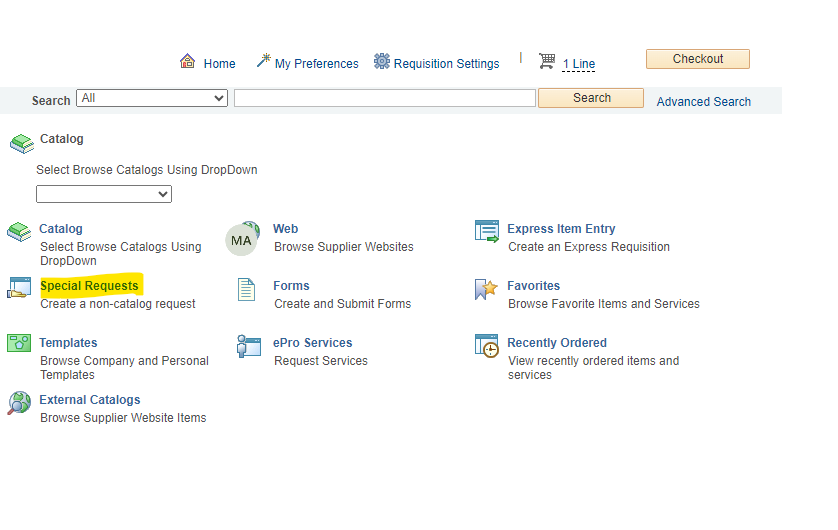 Home My Preferences Requisition Settings 1 Line Checkout
Search All Search Advanced Search
Catalog
Select Browse Catalogs Using DropDown
Catalog
Select Browse Catalogs Using
DropDown
MA
Web
Browse Supplier Websites
Express Item Entry
Create an Express Requisition
Special Requests
Create a non-catalog request
Forms
Create and Submit Forms
Favorites
Browse Favorite Items and Services
Templates
Browse Company and Personal
Templates
ePro Services
Request Services
Recently Ordered
View recently ordered items and
services
External Catalogs
Browse Supplier Website Items